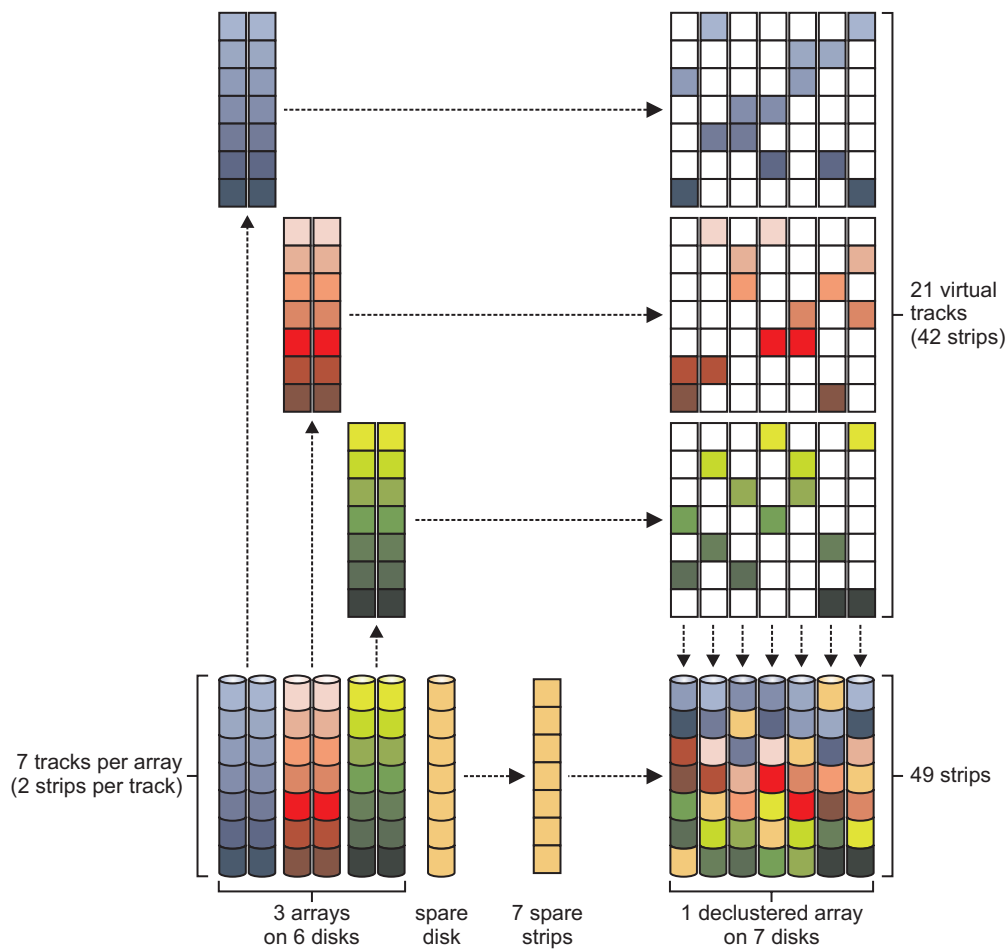 21 virtual
tracks
(42 strips)
7 tracks per array
(2 strips per track)
49 strips
3 arrays
on 6 disks
spare
disk
7 spare
strips
1 declustered array
on 7 disks